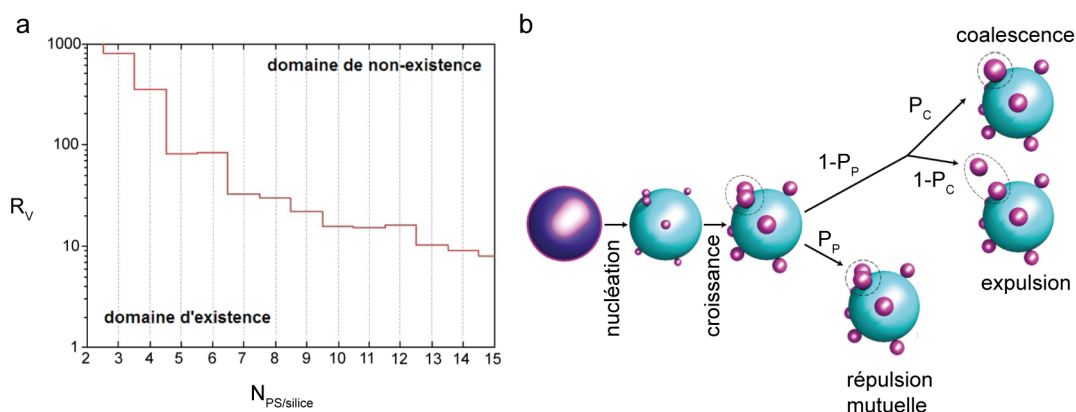 a
1000
100
10
1
R_V
domaine de non-existence
domaine d'existence
2 3 4 5 6 7 8 9 10 11 12 13 14 15
N_PS/silice
b
nucléation
croissance
1-P_P
P_P
P_C
1-P_C
coalescence
expulsion
répulsion
mutuelle